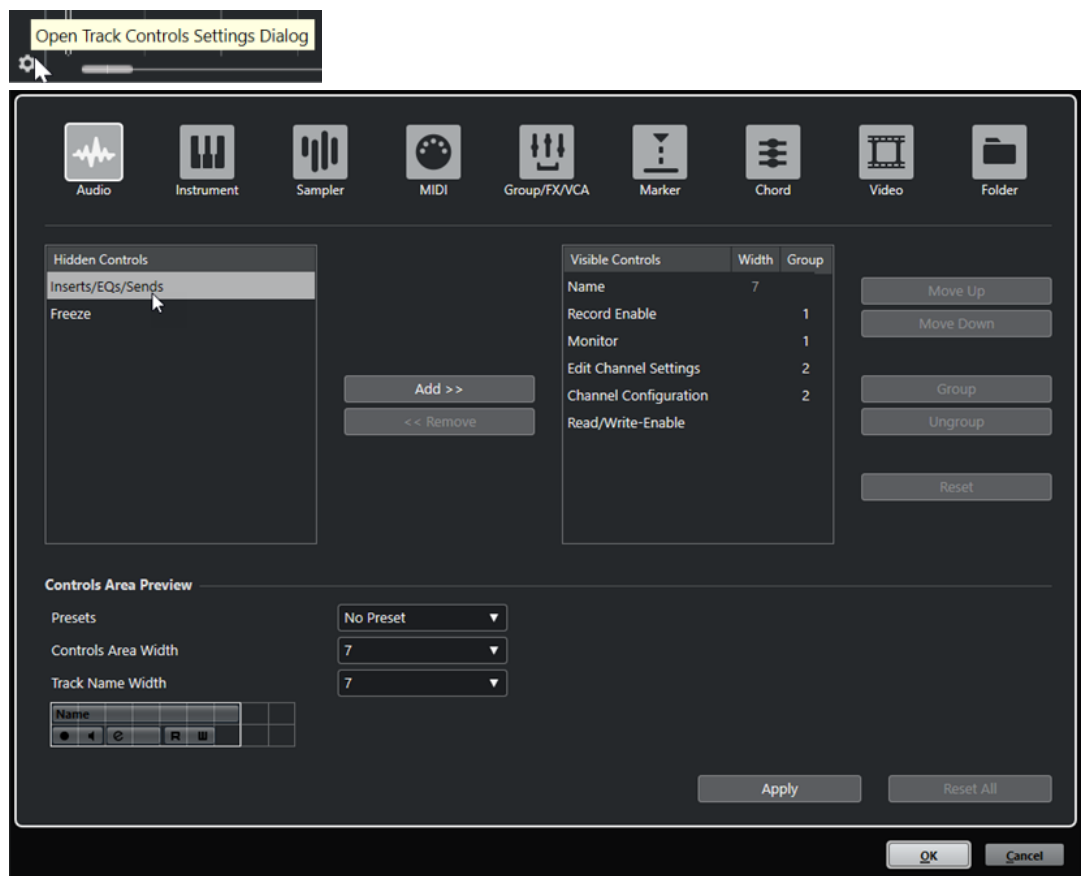 Open Track Controls Settings Dialog
Audio Instrument Sampler MIDI Group/FX/VCA Marker Chord Video Folder
Hidden Controls
Inserts/EQs/Sends
Freeze
Add >>
<< Remove
Visible Controls Width Group
Name 7
Record Enable 1
Monitor 1
Edit Channel Settings 2
Channel Configuration 2
Read/Write-Enable
Move Up
Move Down
Group
Ungroup
Reset
Controls Area Preview
Presets No Preset
Controls Area Width 7
Track Name Width 7
Name
e R W
Apply Reset All
OK Cancel